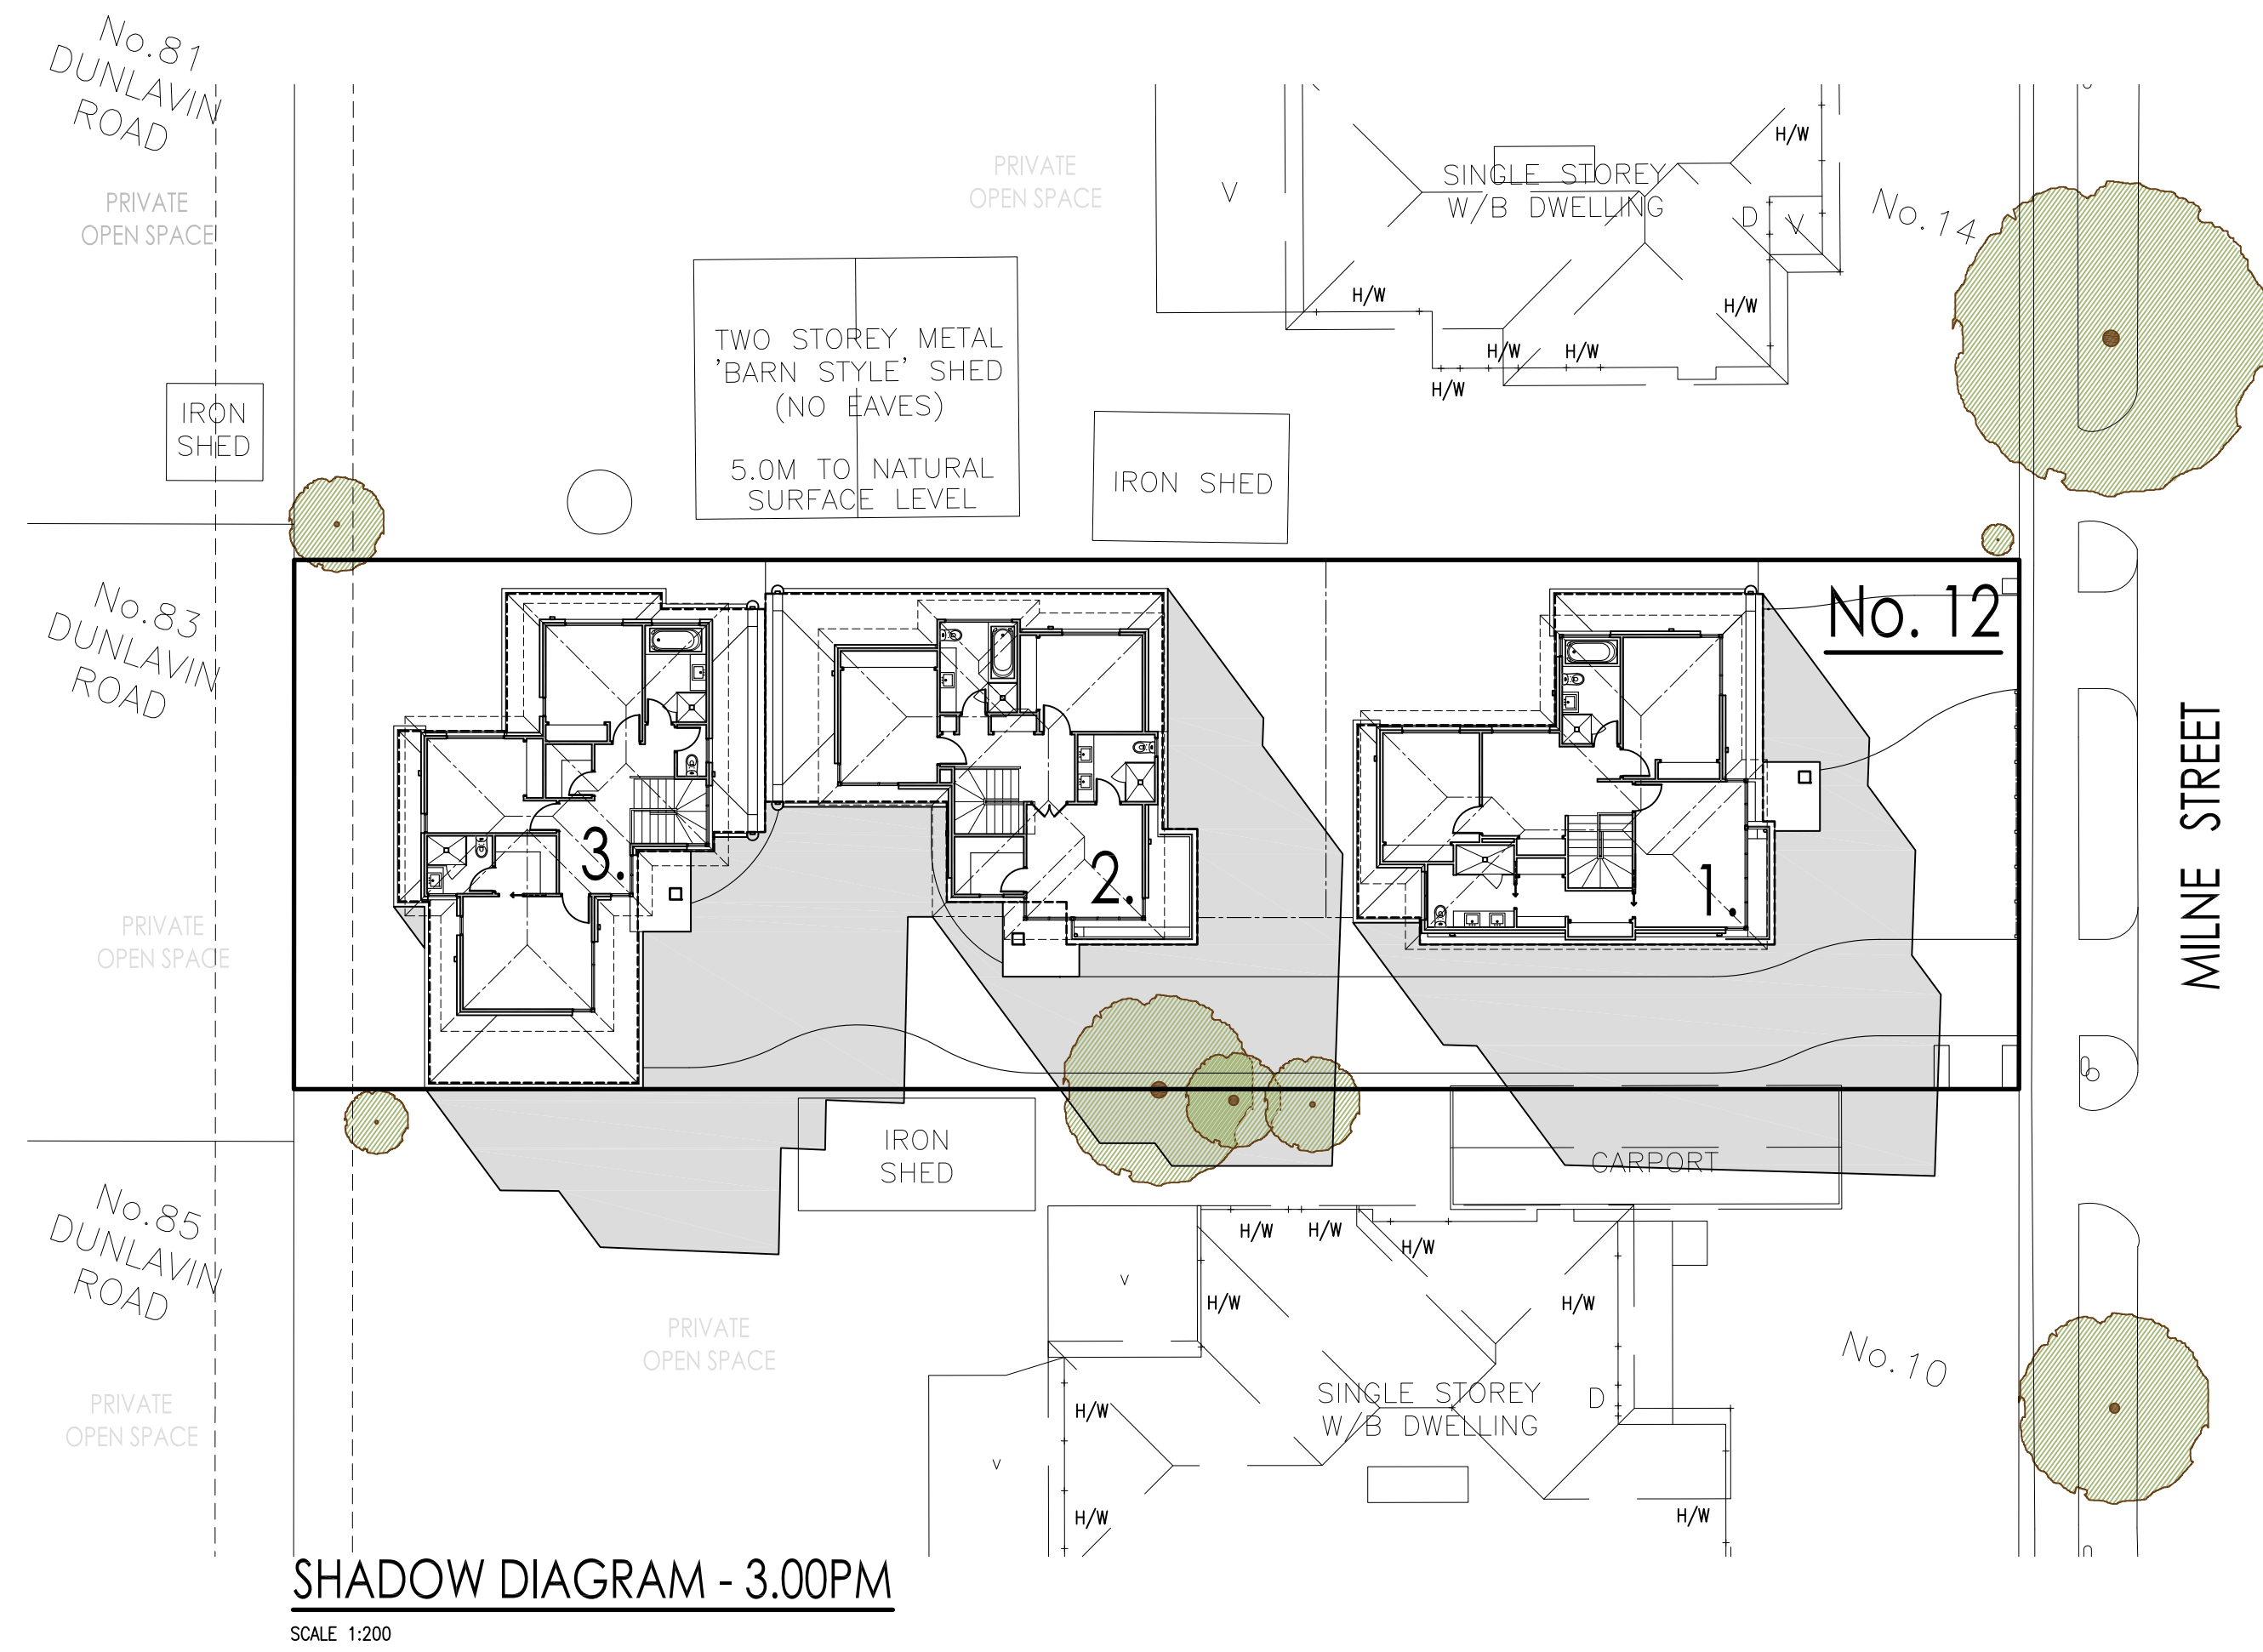 No.81
DUNLAVIN
ROAD
PRIVATE
OPEN SPACE
PRIVATE
OPEN SPACE
V
SINGLE STOREY
W/B DWELLING
H/W
D
V
No.14
H/W
H/W
H/W
H/W
H/W
TWO STOREY METAL
'BARN STYLE' SHED
(NO EAVES)
5.0M TO NATURAL
SURFACE LEVEL
IRON
SHED
IRON SHED
No.83
DUNLAVIN
ROAD
No. 12
MILNE STREET
3.
2.
1.
PRIVATE
OPEN SPACE
IRON
SHED
CARPORT
No.85
DUNLAVIN
ROAD
H/W
H/W
H/W
V
H/W
H/W
PRIVATE
OPEN SPACE
No.10
SINGLE STOREY
W/B DWELLING
D
H/W
PRIVATE
OPEN SPACE
V
H/W
H/W
SHADOW DIAGRAM - 3.00PM
SCALE 1:200